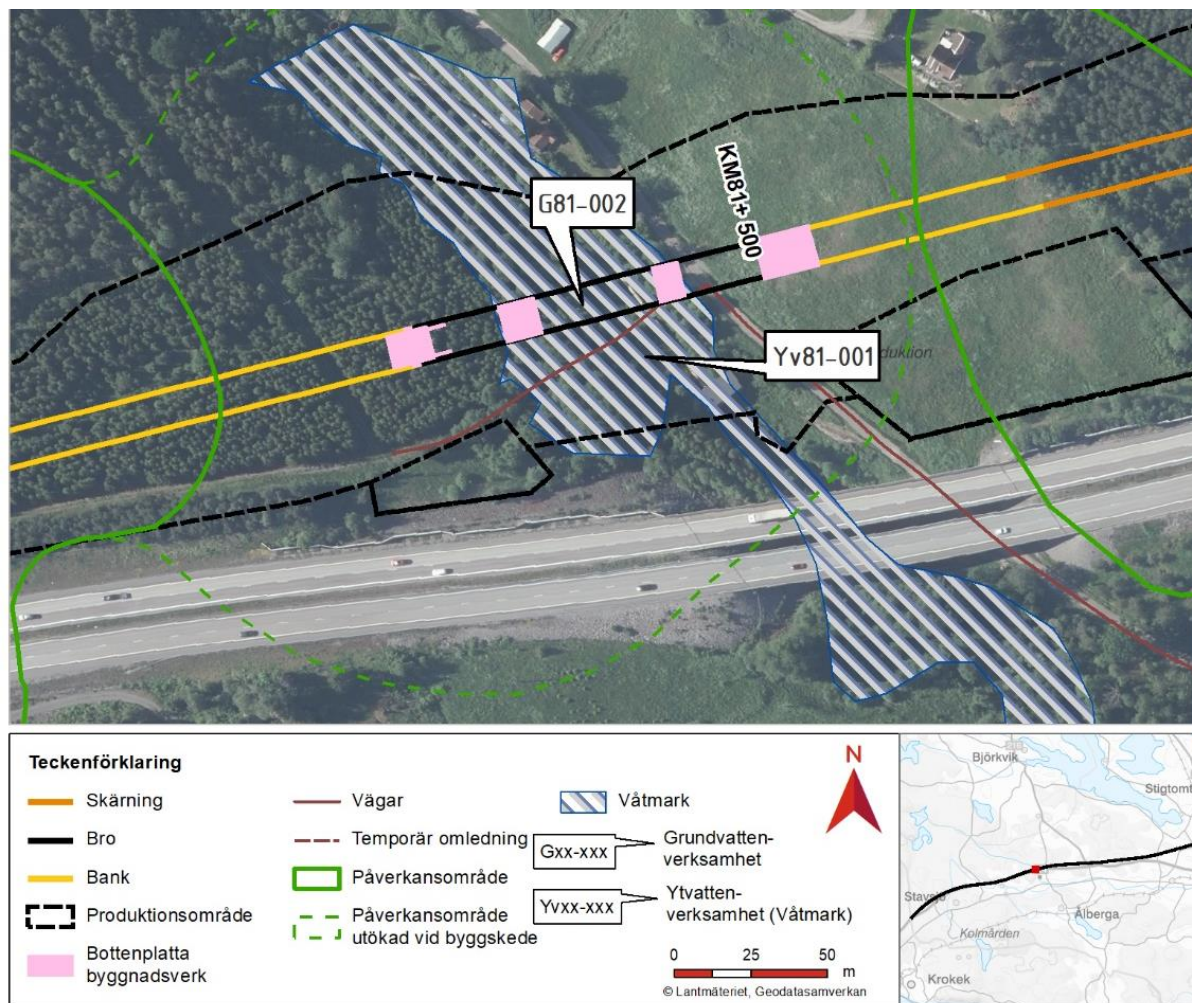 G81-002
KM81+ 500
Yv81-001
duktion
Teckenförklaring
Skärning
Bro
Bank
Produktionsområde
Bottenplatta
byggnadsverk
Vägar
Temporär omledning
Påverkansområde
Påverkansområde
utökad vid byggskede
Våtmark
Gxx-xxx
Grundvatten-
verksamhet
Yvxx-xxx
Ytvatten-
verksamhet (Våtmark)
N
0 25 50
m
© Lantmäteriet, Geodatasamverkan
Björkvik
Stigtomt
Stavsjö
Ålberga
Kolmården
Krokek